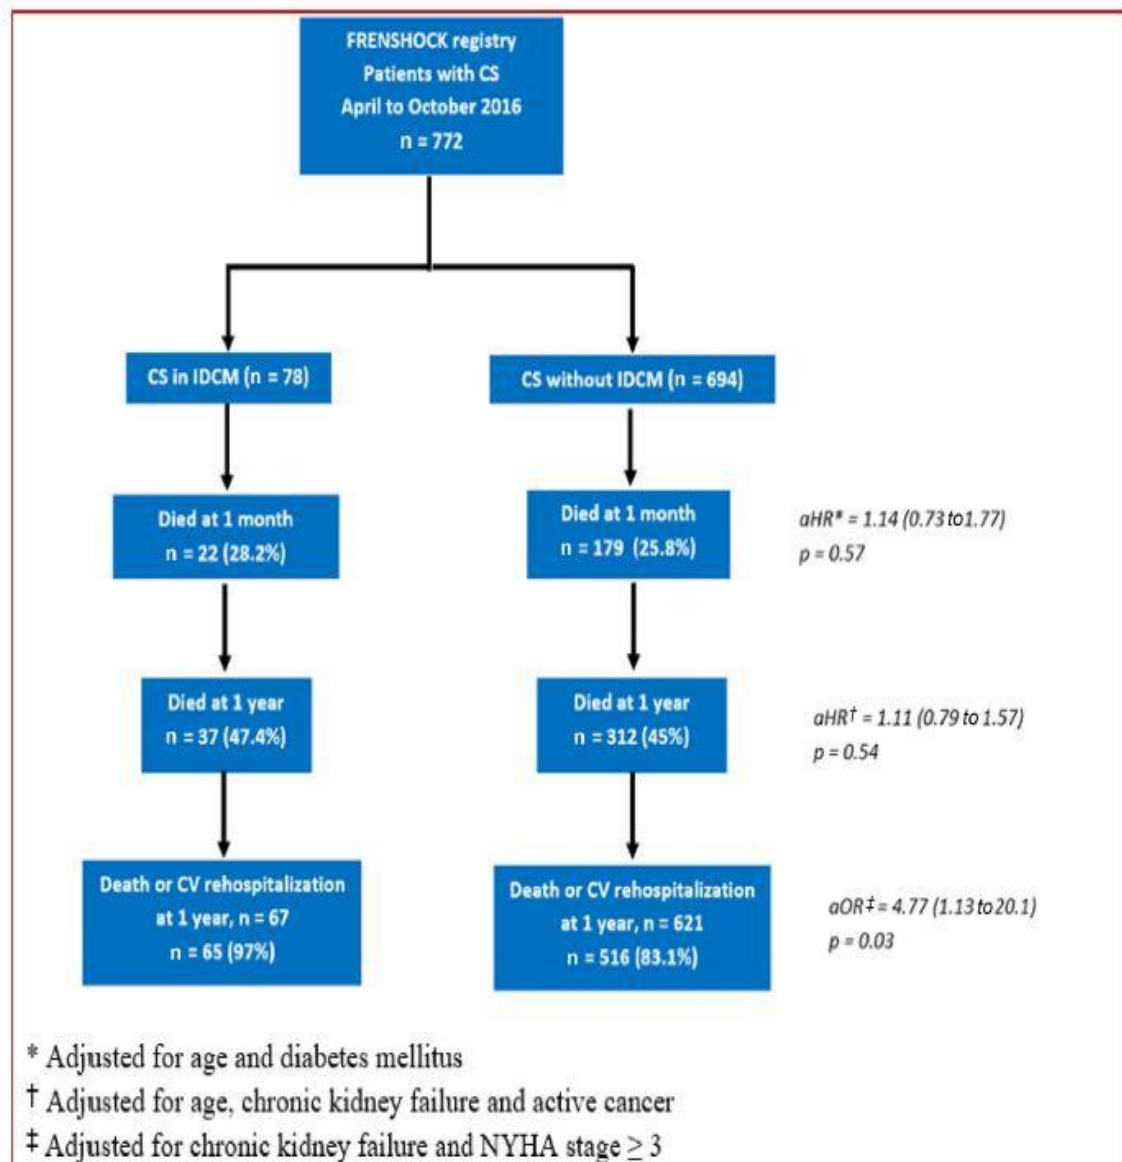 FRENSHOCK registry
Patients with CS
April to October 2016
n = 772
CS in IDCM (n = 78)
CS without IDCM (n = 694)
Died at 1 month
n = 22 (28.2%)
Died at 1 month
n = 179 (25.8%)
aHR* = 1.14 (0.73 to1.77)
p = 0.57
Died at 1 year
n = 37 (47.4%)
Died at 1 year
n = 312 (45%)
aHR† = 1.11 (0.79 to 1.57)
p = 0.54
Death or CV rehospitalization
at 1 year, n = 67
n = 65 (97%)
Death or CV rehospitalization
at 1 year, n = 621
n = 516 (83.1%)
aOR‡ = 4.77 (1.13 to20.1)
p = 0.03
* Adjusted for age and diabetes mellitus
† Adjusted for age, chronic kidney failure and active cancer
‡ Adjusted for chronic kidney failure and NYHA stage ≥ 3